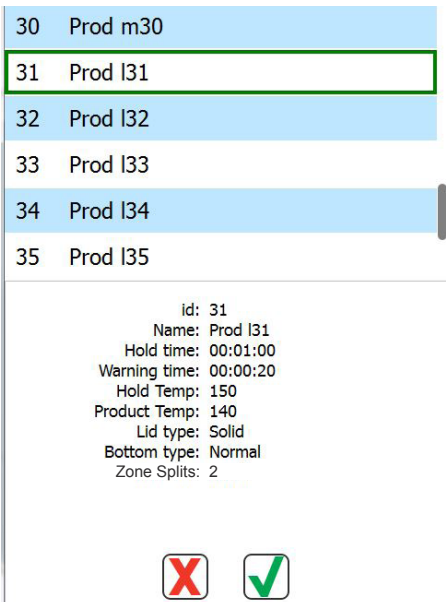 30 Prod m30
31 Prod l31
32 Prod l32
33 Prod l33
34 Prod l34
35 Prod l35
id: 31
Name: Prod l31
Hold time: 00:01:00
Warning time: 00:00:20
Hold Temp: 150
Product Temp: 140
Lid type: Solid
Bottom type: Normal
Zone Splits: 2